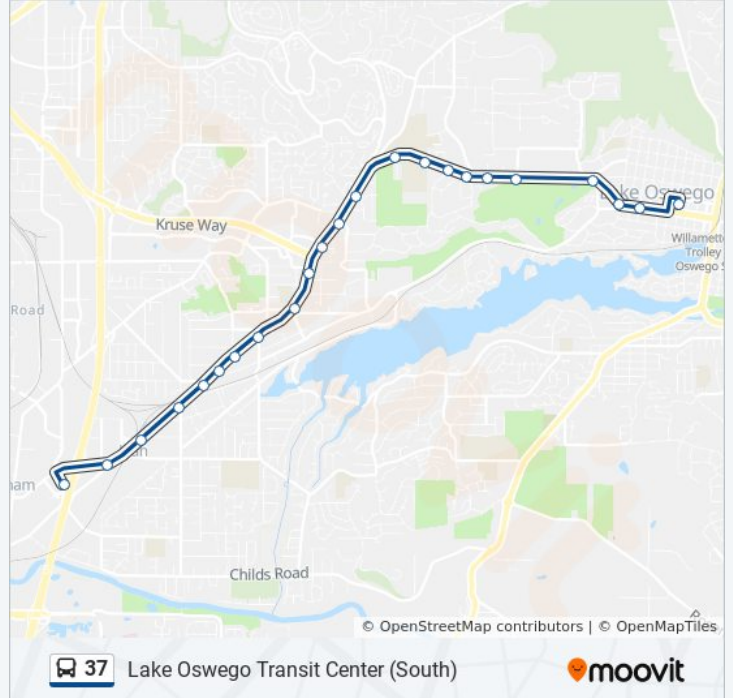 Lake Oswego
Kruse Way
Willamette
Trolley
Oswego S
Road
Childs Road
© OpenStreetMap contributors | © OpenMapTiles
37 Lake Oswego Transit Center (South)
moovit